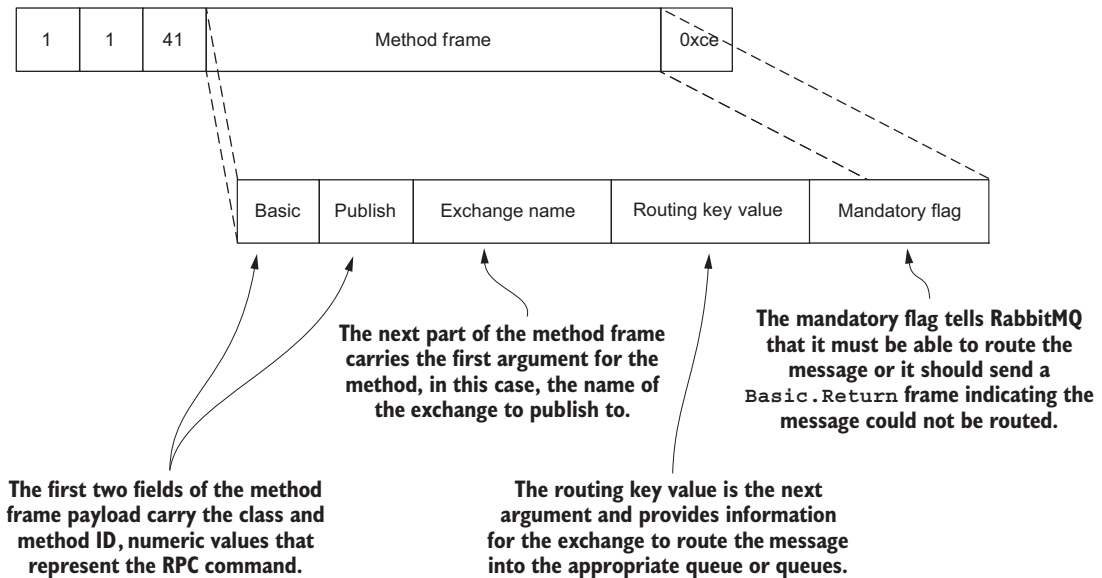 1 1 41 Method frame 0xce
Basic Publish Exchange name Routing key value Mandatory flag
The next part of the method frame
carries the first argument for the
method, in this case, the name of
the exchange to publish to.
The mandatory flag tells RabbitMQ
that it must be able to route the
message or it should send a
Basic.Return frame indicating the
message could not be routed.
The first two fields of the method
frame payload carry the class and
method ID, numeric values that
represent the RPC command.
The routing key value is the next
argument and provides information
for the exchange to route the message
into the appropriate queue or queues.